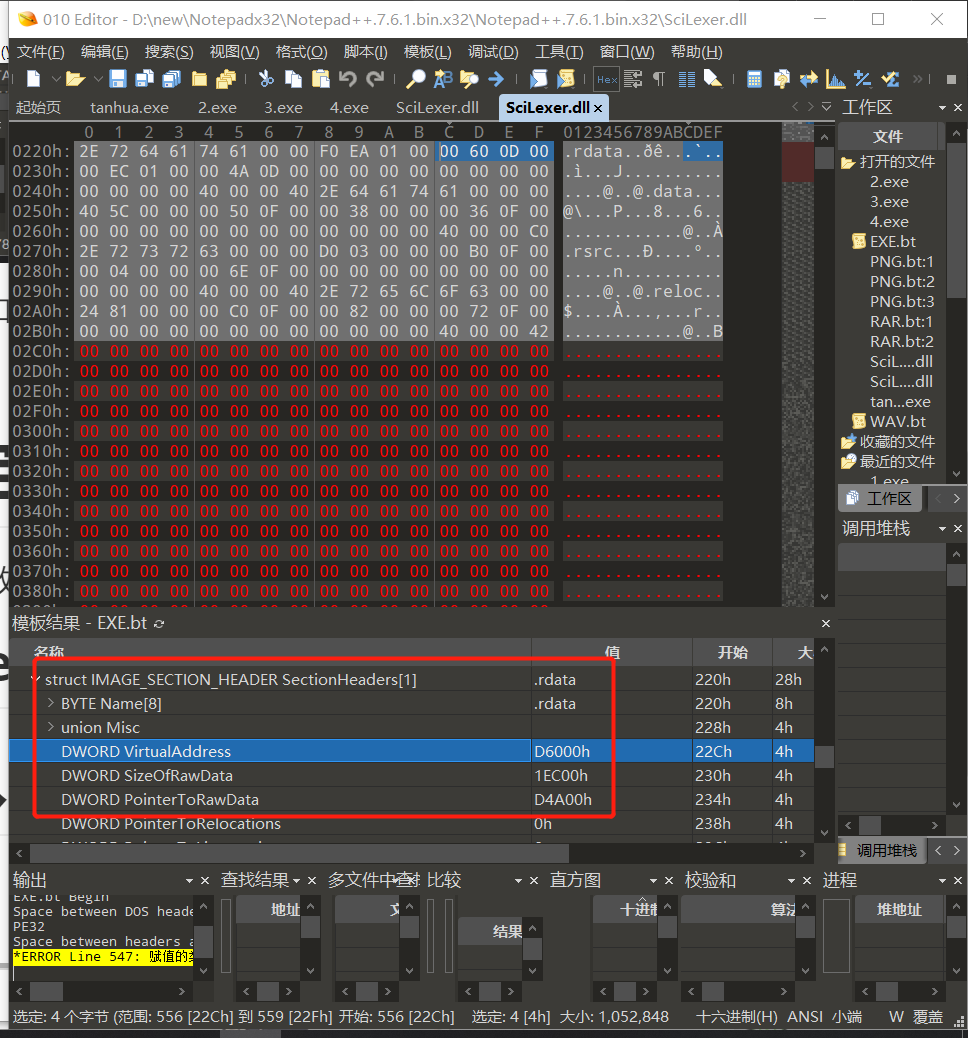 010 Editor - D:\new\Notepadx32\Notepad++.7.6.1.bin.x32\Notepad++.7.6.1.bin.x32\SciLexer.dll
文件(F) 编辑(E) 搜索(S) 视图(V) 格式(O) 脚本(I) 模板(L) 调试(D) 工具(T) 窗口(W) 帮助(H)
Hex
起始页 tanhua.exe 2.exe 3.exe 4.exe SciLexer.dll SciLexer.dll
工作区
文件
打开的文件
2.exe
3.exe
4.exe
EXE.bt
PNG.bt:1
PNG.bt:2
PNG.bt:3
RAR.bt:1
RAR.bt:2
SciL....dll
SciL....dll
tan...exe
WAV.bt
收藏的文件
最近的文件
1.exe
工作区
调用堆栈
调用堆栈
0 1 2 3 4 5 6 7 8 9 A B C D E F 0123456789ABCDEF
0220h: 2E 72 64 61 74 61 00 00 F0 EA 01 00 00 60 0D 00 .rdata..ðê...`..
0230h: 00 EC 01 00 00 4A 0D 00 00 00 00 00 00 00 00 00 .ì...J..........
0240h: 00 00 00 00 40 00 00 40 2E 64 61 74 61 00 00 00 ....@..@.data...
0250h: 40 5C 00 00 00 50 0F 00 00 38 00 00 00 36 0F 00 @\...P...8...6..
0260h: 00 00 00 00 00 00 00 00 00 00 00 00 40 00 00 C0 ............@..À
0270h: 2E 72 73 72 63 00 00 00 D0 03 00 00 00 B0 0F 00 .rsrc...Ð....°..
0280h: 00 04 00 00 00 6E 0F 00 00 00 00 00 00 00 00 00 .....n..........
0290h: 00 00 00 00 40 00 00 40 2E 72 65 6C 6F 63 00 00 ....@..@.reloc..
02A0h: 24 81 00 00 00 C0 0F 00 00 82 00 00 00 72 0F 00 $....À...‚...r..
02B0h: 00 00 00 00 00 00 00 00 00 00 00 00 40 00 00 42 ............@..B
02C0h: 00 00 00 00 00 00 00 00 00 00 00 00 00 00 00 00 ................
02D0h: 00 00 00 00 00 00 00 00 00 00 00 00 00 00 00 00 ................
02E0h: 00 00 00 00 00 00 00 00 00 00 00 00 00 00 00 00 ................
02F0h: 00 00 00 00 00 00 00 00 00 00 00 00 00 00 00 00 ................
0300h: 00 00 00 00 00 00 00 00 00 00 00 00 00 00 00 00 ................
0310h: 00 00 00 00 00 00 00 00 00 00 00 00 00 00 00 00 ................
0320h: 00 00 00 00 00 00 00 00 00 00 00 00 00 00 00 00 ................
0330h: 00 00 00 00 00 00 00 00 00 00 00 00 00 00 00 00 ................
0340h: 00 00 00 00 00 00 00 00 00 00 00 00 00 00 00 00 ................
0350h: 00 00 00 00 00 00 00 00 00 00 00 00 00 00 00 00 ................
0360h: 00 00 00 00 00 00 00 00 00 00 00 00 00 00 00 00 ................
0370h: 00 00 00 00 00 00 00 00 00 00 00 00 00 00 00 00 ................
0380h: 00 00 00 00 00 00 00 00 00 00 00 00 00 00 00 00 ................
模板结果 - EXE.bt
名称 值 开始 大
struct IMAGE_SECTION_HEADER SectionHeaders[1] .rdata 220h 28h
BYTE Name[8] .rdata 220h 8h
union Misc 228h 4h
DWORD VirtualAddress D6000h 22Ch 4h
DWORD SizeOfRawData 1EC00h 230h 4h
DWORD PointerToRawData D4A00h 234h 4h
DWORD PointerToRelocations 0h 238h 4h
输出 查找结果 多文件中查找 比较 直方图 校验和 进程
EXE.bt Begin
Space between DOS heade
PE32
Space between headers a
*ERROR Line 547: 赋值的类
地址
文
结果
十进制
算法
堆地址
选定: 4 个字节 (范围: 556 [22Ch] 到 559 [22Fh] 开始: 556 [22Ch] 选定: 4 [4h] 大小: 1,052,848 十六进制(H) ANSI 小端 W 覆盖